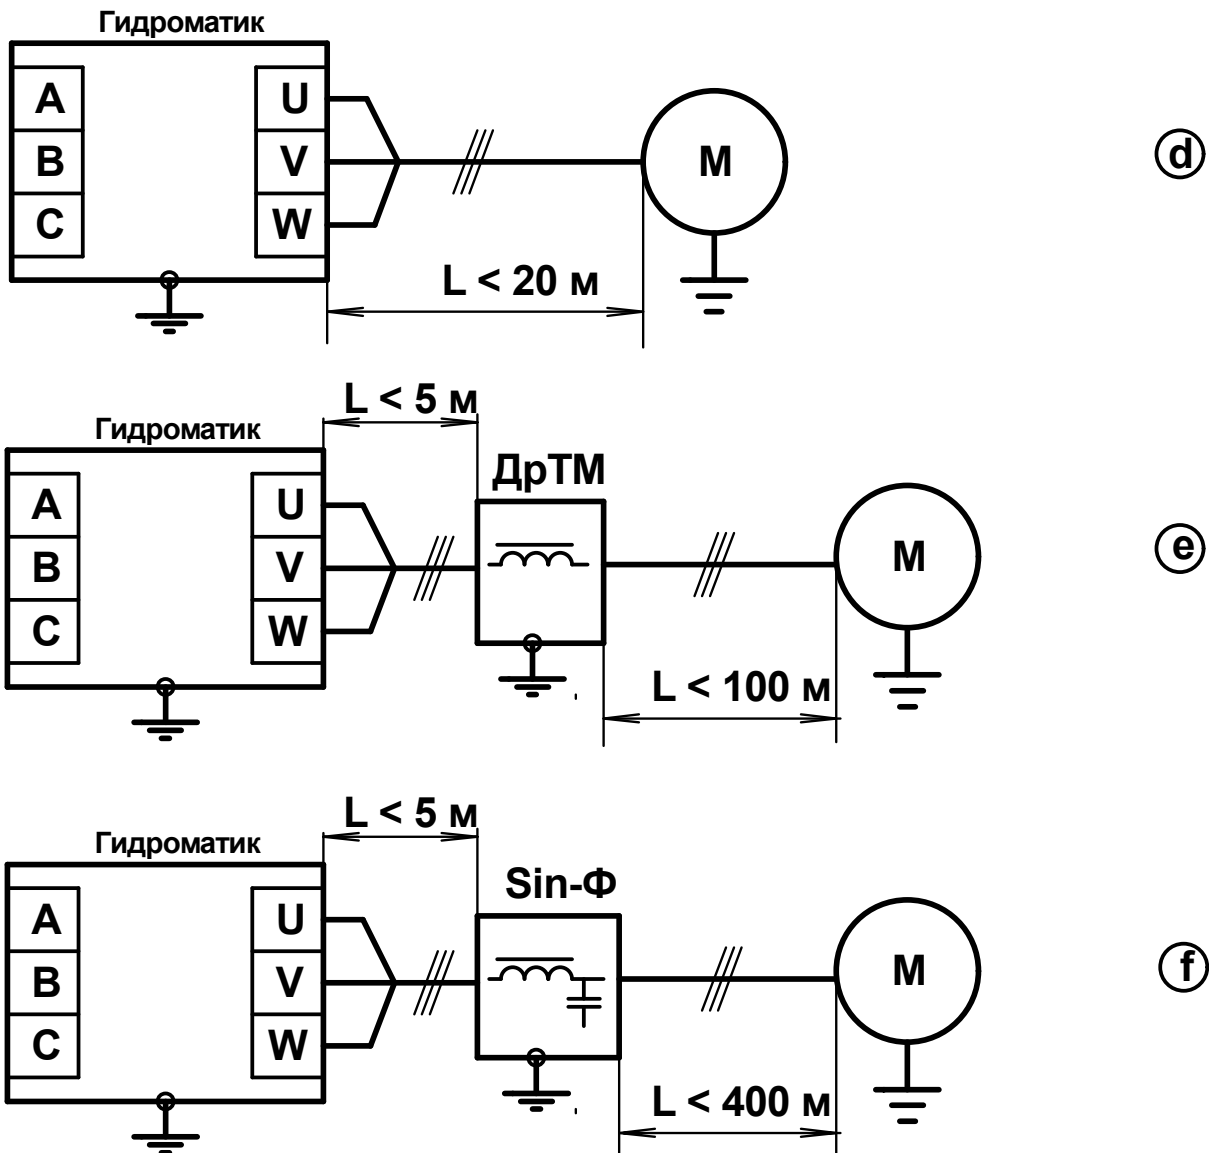 Гидроматик
A U
B V M d
C W
L < 20 м
L < 5 м
Гидроматик
ДрТМ
A U
B V M e
C W
L < 100 м
L < 5 м
Гидроматик
Sin-Ф
A U
B V M f
C W
L < 400 м